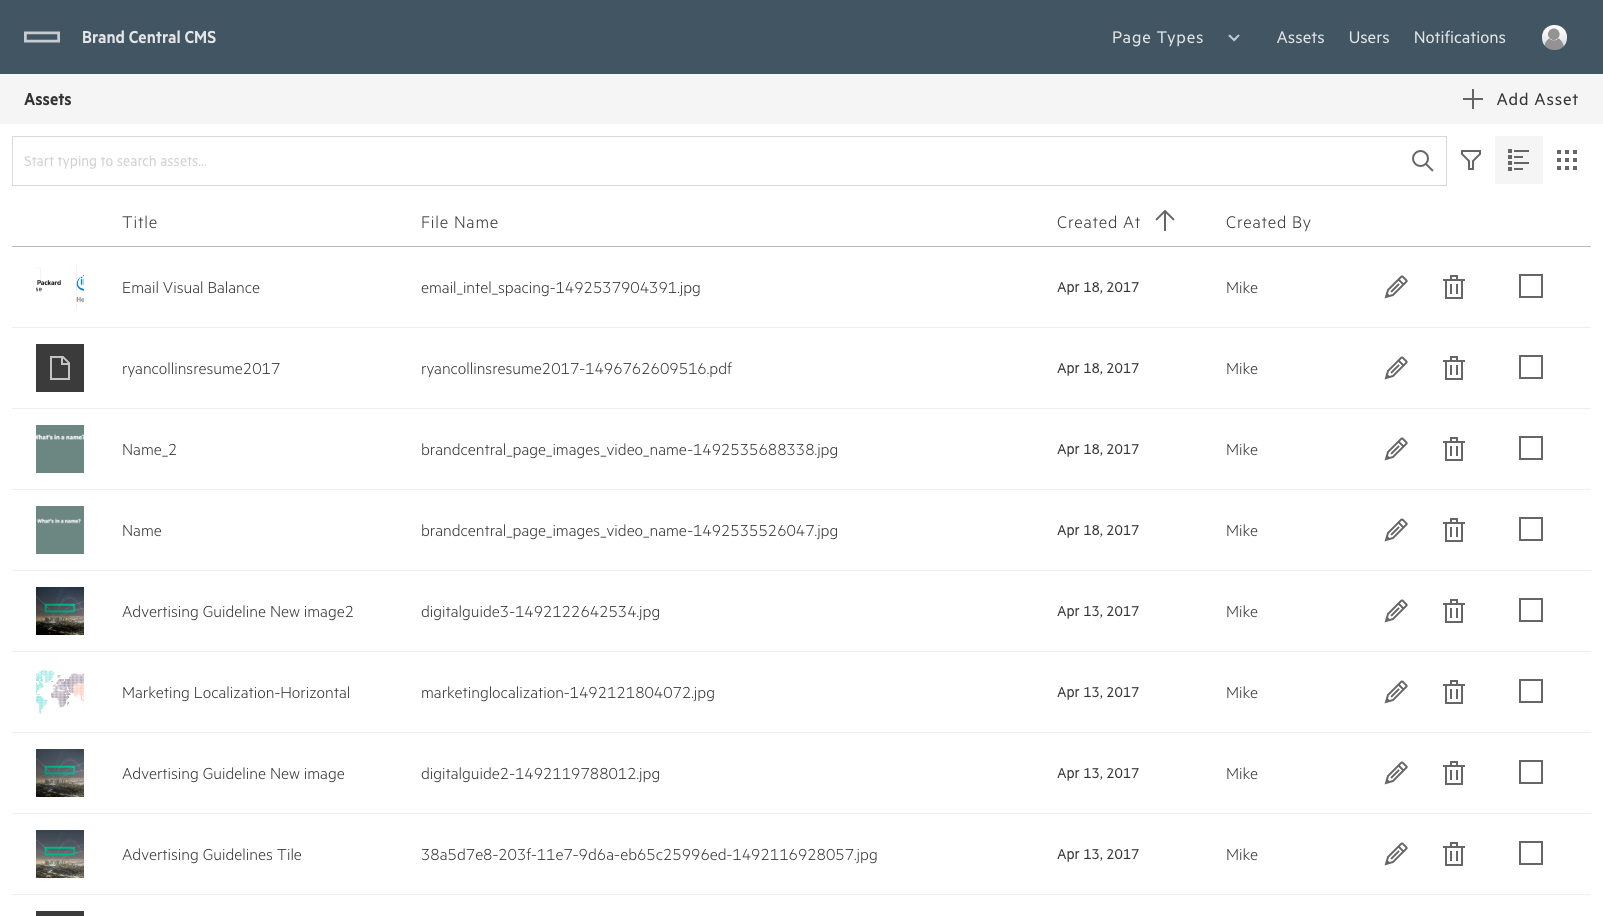 Brand Central CMS
Page Types
Assets
Users
Notifications
Assets
Add Asset
Start typing to search assets...
Title
File Name
Created At
Created By
Packard
Email Visual Balance
email_intel_spacing-1492537904391.jpg
Apr 18, 2017
Mike
ryancollinsresume2017
ryancollinsresume2017-1496762609516.pdf
Apr 18, 2017
Mike
What's in a name?
Name_2
brandcentral_page_images_video_name-1492535688338.jpg
Apr 18, 2017
Mike
What's in a name?
Name
brandcentral_page_images_video_name-1492535526047.jpg
Apr 18, 2017
Mike
Advertising Guideline New image2
digitalguide3-1492122642534.jpg
Apr 13, 2017
Mike
Marketing Localization-Horizontal
marketinglocalization-1492121804072.jpg
Apr 13, 2017
Mike
Advertising Guideline New image
digitalguide2-1492119788012.jpg
Apr 13, 2017
Mike
Advertising Guidelines Tile
38a5d7e8-203f-11e7-9d6a-eb65c25996ed-1492116928057.jpg
Apr 13, 2017
Mike